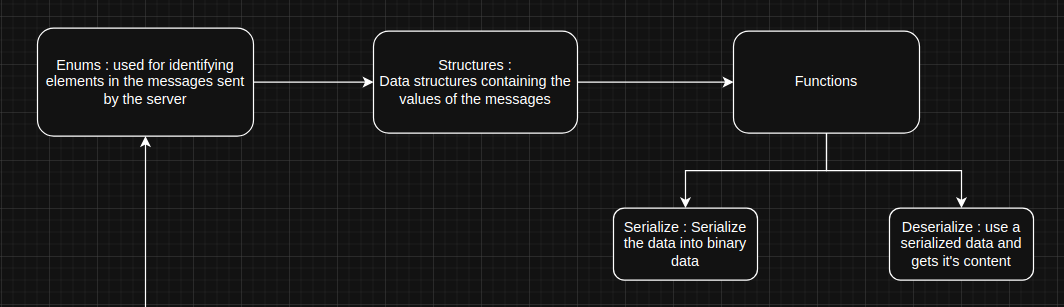 Enums : used for identifying
elements in the messages sent
by the server
Structures :
Data structures containing the
values of the messages
Functions
Serialize : Serialize
the data into binary
data
Deserialize : use a
serialized data and
gets it's content